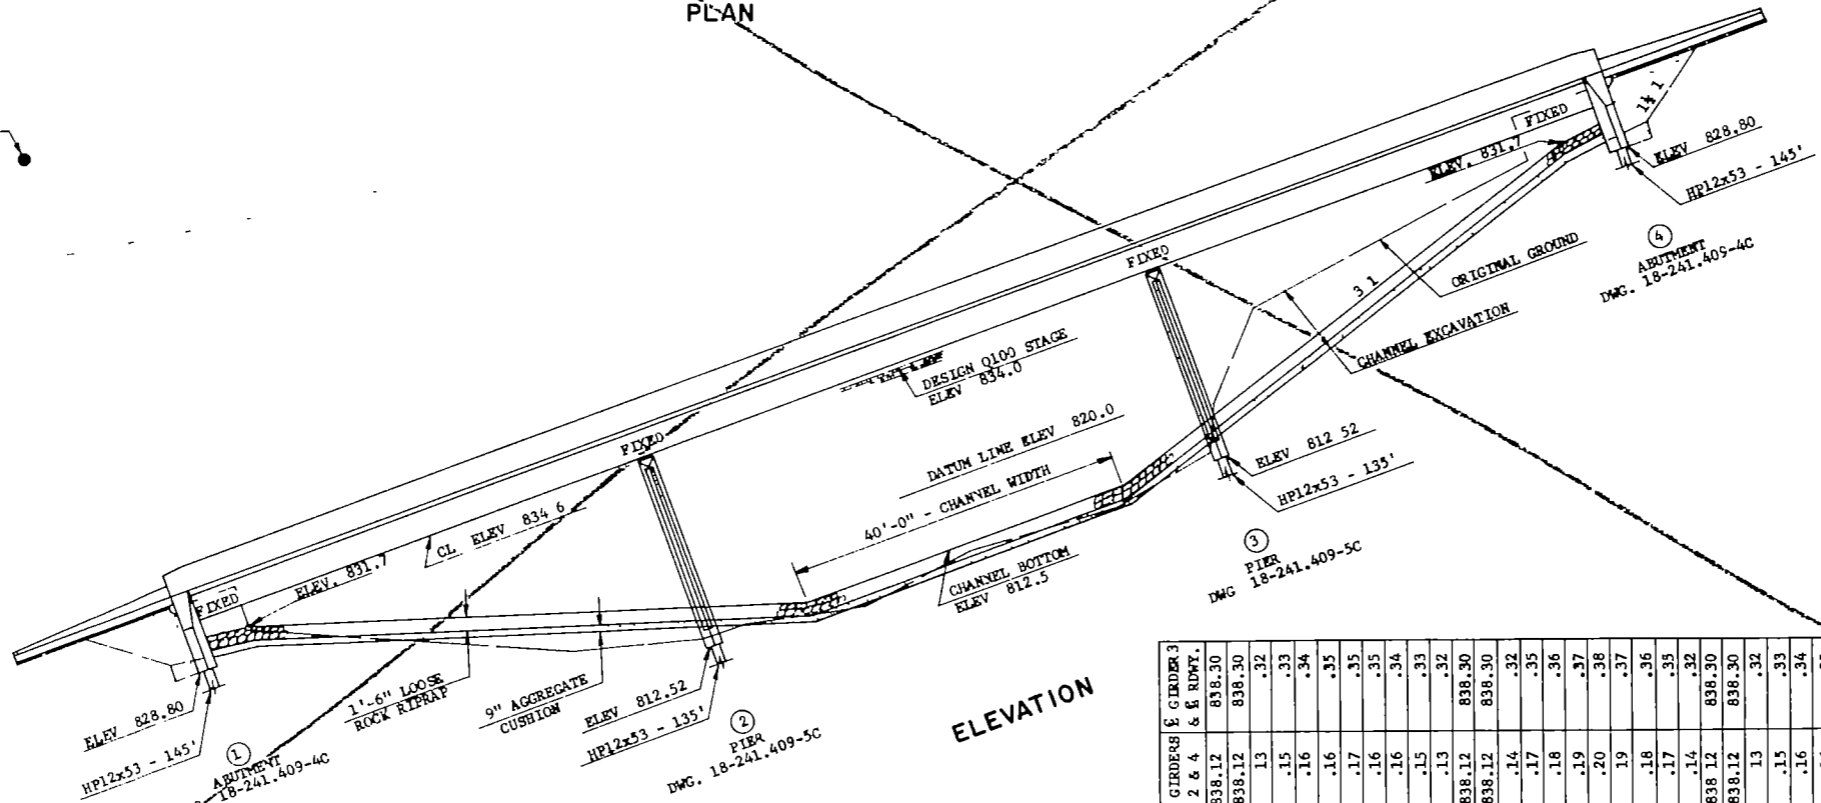 PLAN
FIXED
ELEV. 831.7
1½ 1
ELEV 828.80
HP12x53 - 145'
4
ABUTMENT
18-241.409-4C
DWG.
ORIGINAL GROUND
3 1
CHANNEL EXCAVATION
FIXED
DESIGN Q100 STAGE
ELEV 834.0
DATUM LINE ELEV 820.0
40'-0" - CHANNEL WIDTH
ELEV 812 52
HP12x53 - 135'
3
PIER
DWG 18-241.409-5C
FIXED
CL ELEV 834 6
ELEV. 831.7
FIXED
CHANNEL BOTTOM
ELEV 812.5
ELEV 828.80
HP12x53 - 145'
1
ABUTMENT
18-241.409-4C
1'-6" LOOSE
ROCK RIPRAP
9" AGGREGATE
CUSHION
ELEV 812.52
HP12x53 - 135'
2
PIER
DWG. 18-241.409-5C
ELEVATION
GIRDERS 2 & 4
838.12
838.12
13
.15
.16
.16
.17
.16
.16
.15
.13
838.12
838.12
.14
.17
.18
.19
.20
.19
.18
.17
.14
838 12
838.12
13
.15
.16
℄ GIRDER 3 & ℄ RDWY.
838.30
838.30
.32
.33
.34
.35
.35
.35
.34
.33
.32
838.30
838.30
.32
.35
.36
.37
.38
.37
.36
.35
.32
838.30
838.30
.32
.33
.34